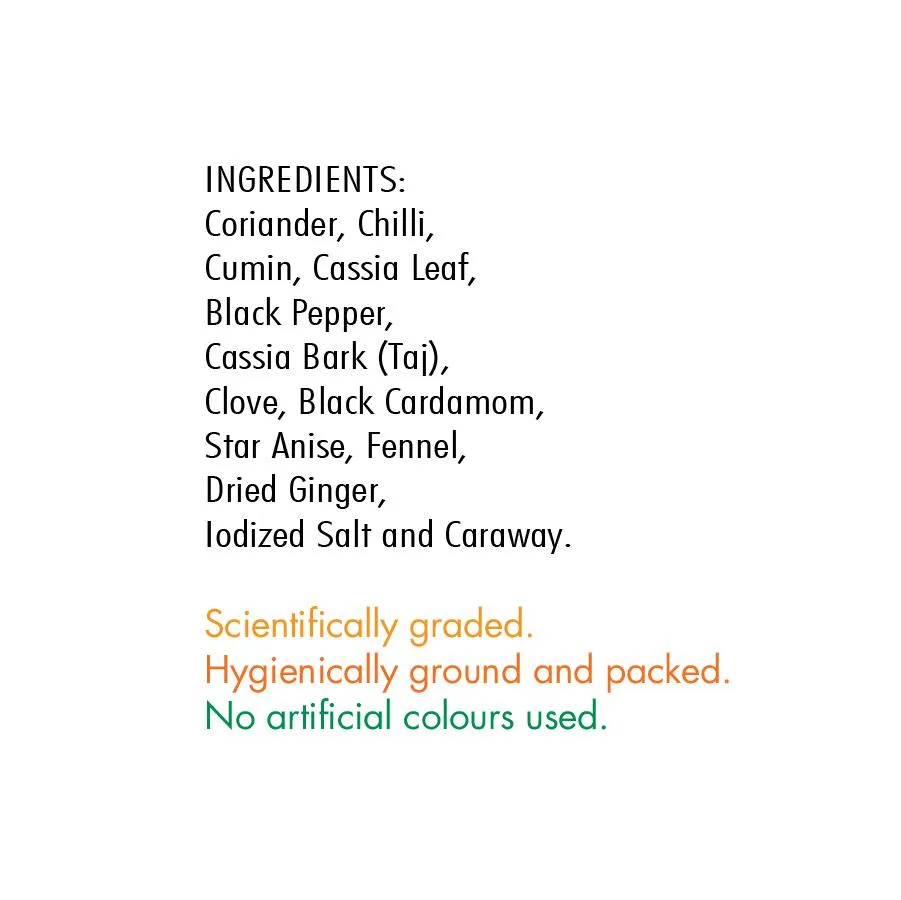 INGREDIENTS:
Coriander, Chilli,
Cumin, Cassia Leaf,
Black Pepper,
Cassia Bark (Taj),
Clove, Black Cardamom,
Star Anise, Fennel,
Dried Ginger,
Iodized Salt and Caraway.
Scientifically graded.
Hygienically ground and packed.
No artificial colours used.